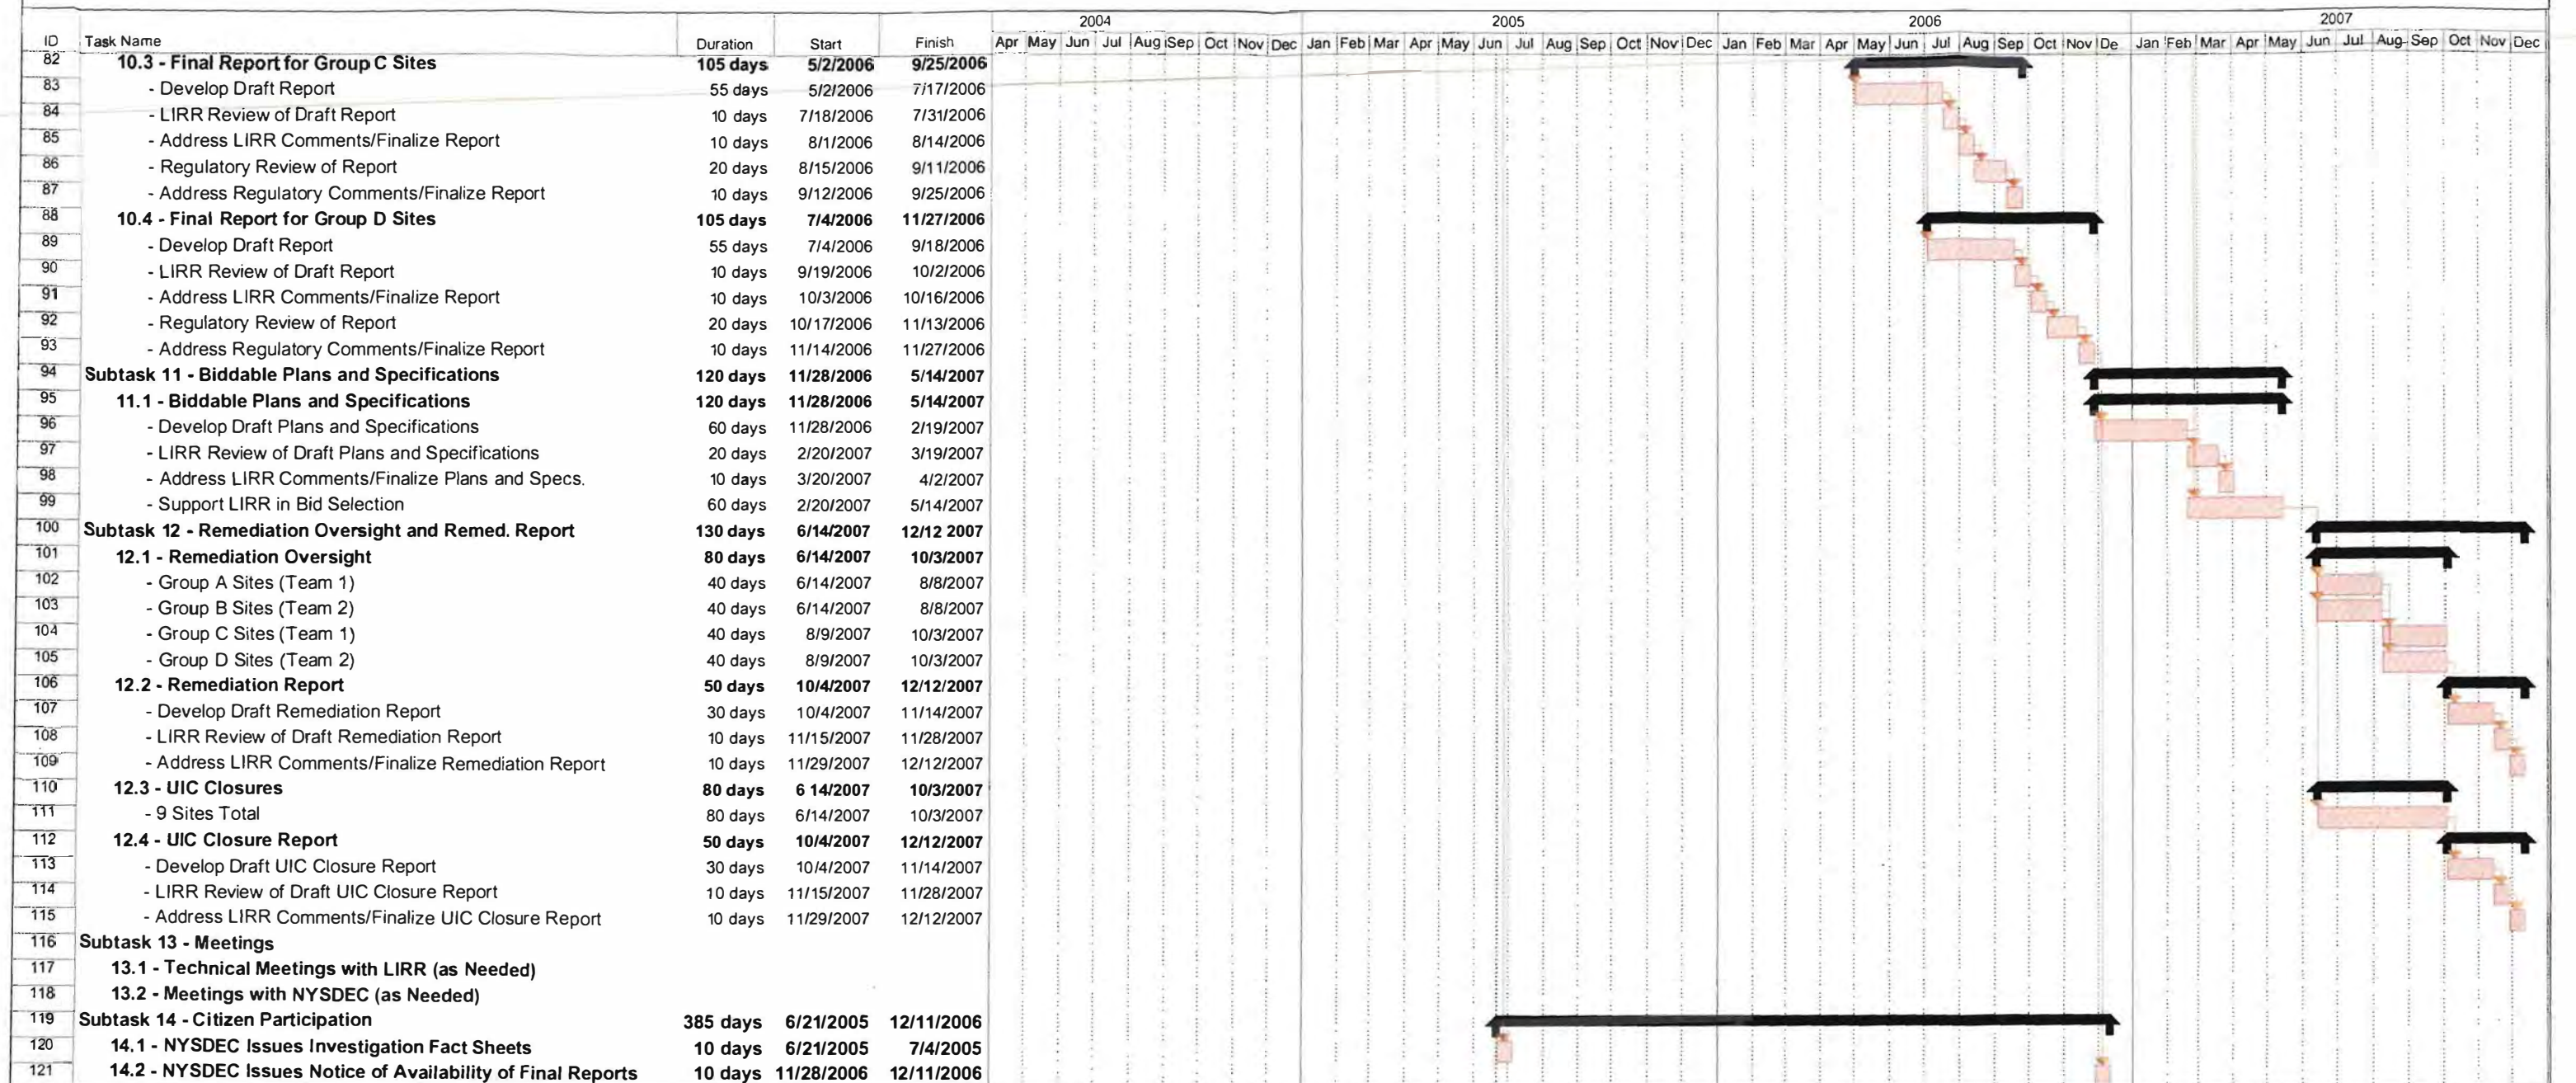 2004 2005 2006 2007
ID Task Name Duration Start Finish Apr May Jun Jul Aug Sep Oct Nov Dec Jan Feb Mar Apr May Jun Jul Aug Sep Oct Nov Dec Jan Feb Mar Apr May Jun Jul Aug Sep Oct Nov De Jan Feb Mar Apr May Jun Jul Aug Sep Oct Nov Dec
82 10.3 - Final Report for Group C Sites 105 days 5/2/2006 9/25/2006
83 - Develop Draft Report 55 days 5/2/2006 7/17/2006
84 - LIRR Review of Draft Report 10 days 7/18/2006 7/31/2006
85 - Address LIRR Comments/Finalize Report 10 days 8/1/2006 8/14/2006
86 - Regulatory Review of Report 20 days 8/15/2006 9/11/2006
87 - Address Regulatory Comments/Finalize Report 10 days 9/12/2006 9/25/2006
88 10.4 - Final Report for Group D Sites 105 days 7/4/2006 11/27/2006
89 - Develop Draft Report 55 days 7/4/2006 9/18/2006
90 - LIRR Review of Draft Report 10 days 9/19/2006 10/2/2006
91 - Address LIRR Comments/Finalize Report 10 days 10/3/2006 10/16/2006
92 - Regulatory Review of Report 20 days 10/17/2006 11/13/2006
93 - Address Regulatory Comments/Finalize Report 10 days 11/14/2006 11/27/2006
94 Subtask 11 - Biddable Plans and Specifications 120 days 11/28/2006 5/14/2007
95 11.1 - Biddable Plans and Specifications 120 days 11/28/2006 5/14/2007
96 - Develop Draft Plans and Specifications 60 days 11/28/2006 2/19/2007
97 - LIRR Review of Draft Plans and Specifications 20 days 2/20/2007 3/19/2007
98 - Address LIRR Comments/Finalize Plans and Specs. 10 days 3/20/2007 4/2/2007
99 - Support LIRR in Bid Selection 60 days 2/20/2007 5/14/2007
100 Subtask 12 - Remediation Oversight and Remed. Report 130 days 6/14/2007 12/12 2007
101 12.1 - Remediation Oversight 80 days 6/14/2007 10/3/2007
102 - Group A Sites (Team 1) 40 days 6/14/2007 8/8/2007
103 - Group B Sites (Team 2) 40 days 6/14/2007 8/8/2007
104 - Group C Sites (Team 1) 40 days 8/9/2007 10/3/2007
105 - Group D Sites (Team 2) 40 days 8/9/2007 10/3/2007
106 12.2 - Remediation Report 50 days 10/4/2007 12/12/2007
107 - Develop Draft Remediation Report 30 days 10/4/2007 11/14/2007
108 - LIRR Review of Draft Remediation Report 10 days 11/15/2007 11/28/2007
109 - Address LIRR Comments/Finalize Remediation Report 10 days 11/29/2007 12/12/2007
110 12.3 - UIC Closures 80 days 6 14/2007 10/3/2007
111 - 9 Sites Total 80 days 6/14/2007 10/3/2007
112 12.4 - UIC Closure Report 50 days 10/4/2007 12/12/2007
113 - Develop Draft UIC Closure Report 30 days 10/4/2007 11/14/2007
114 - LIRR Review of Draft UIC Closure Report 10 days 11/15/2007 11/28/2007
115 - Address LIRR Comments/Finalize UIC Closure Report 10 days 11/29/2007 12/12/2007
116 Subtask 13 - Meetings
117 13.1 - Technical Meetings with LIRR (as Needed)
118 13.2 - Meetings with NYSDEC (as Needed)
119 Subtask 14 - Citizen Participation 385 days 6/21/2005 12/11/2006
120 14.1 - NYSDEC Issues Investigation Fact Sheets 10 days 6/21/2005 7/4/2005
121 14.2 - NYSDEC Issues Notice of Availability of Final Reports 10 days 11/28/2006 12/11/2006